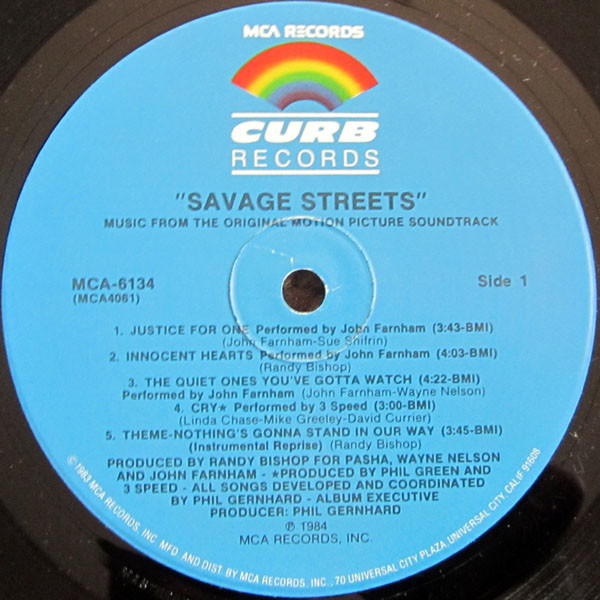 MCA RECORDS
CURB
RECORDS
"SAVAGE STREETS"
MUSIC FROM THE ORIGINAL MOTION PICTURE SOUNDTRACK
MCA-6134
(MCA4061)
Side 1
1. JUSTICE FOR ONE Performed by John Farnham (3:43-BMI)
(John Farnham-Sue Shifrin)
2. INNOCENT HEARTS Performed by John Farnham (4:03-BMI)
(Randy Bishop)
3. THE QUIET ONES YOU'VE GOTTA WATCH (4:22-BMI)
Performed by John Farnham (John Farnham-Wayne Nelson)
4. CRY★ Performed by 3 Speed (3:00-BMI)
(Linda Chase-Mike Greeley-David Currier)
5. THEME-NOTHING'S GONNA STAND IN OUR WAY (3:45-BMI)
(Instrumental Reprise) (Randy Bishop)
PRODUCED BY RANDY BISHOP FOR PASHA, WAYNE NELSON
AND JOHN FARNHAM - ★PRODUCED BY PHIL GREEN AND
3 SPEED - ALL SONGS DEVELOPED AND COORDINATED
BY PHIL GERNHARD - ALBUM EXECUTIVE
PRODUCER: PHIL GERNHARD
℗ 1984
MCA RECORDS, INC.
©1983 MCA RECORDS, INC. MFD. AND DIST. BY MCA RECORDS, INC., 70 UNIVERSAL CITY PLAZA, UNIVERSAL CITY, CALIF. 91608